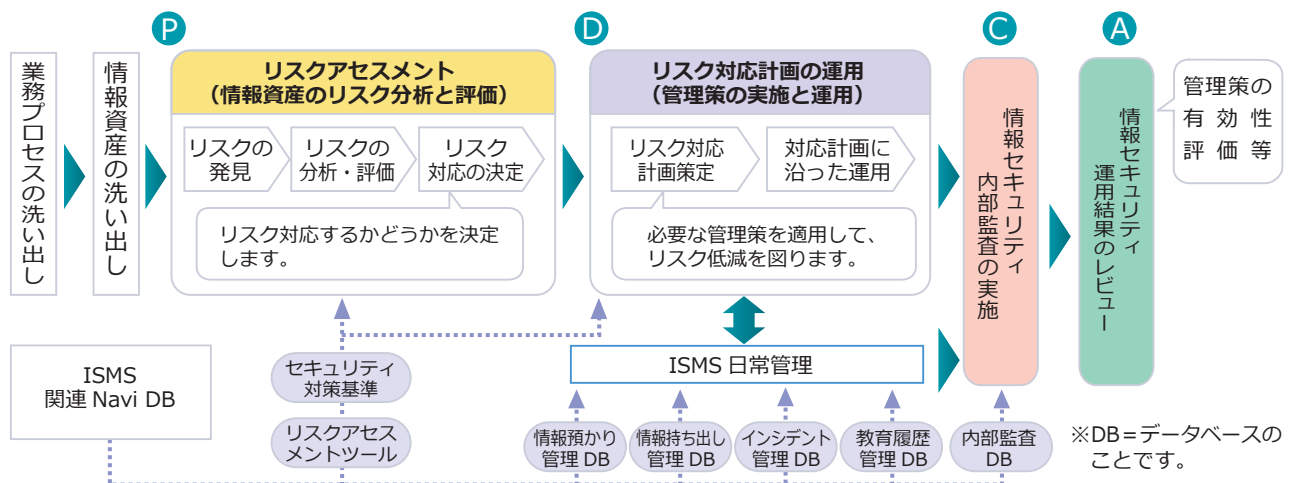 P
D
C
A
業務プロセスの洗い出し
情報資産の洗い出し
リスクアセスメント
（情報資産のリスク分析と評価）
リスクの
発見
リスクの
分析・評価
リスク
対応の決定
リスク対応するかどうかを決定
します。
リスク対応計画の運用
（管理策の実施と運用）
リスク対応
計画策定
対応計画に
沿った運用
必要な管理策を適用して、
リスク低減を図ります。
情報セキュリティ
内部監査の実施
情報セキュリティ
運用結果のレビュー
管理策の
有効性
評価等
ISMS
関連 Navi DB
セキュリティ
対策基準
リスクアセス
メントツール
ISMS 日常管理
情報預かり
管理 DB
情報持ち出し
管理 DB
インシデント
管理 DB
教育履歴
管理 DB
内部監査
DB
※DB＝データベースの
ことです。